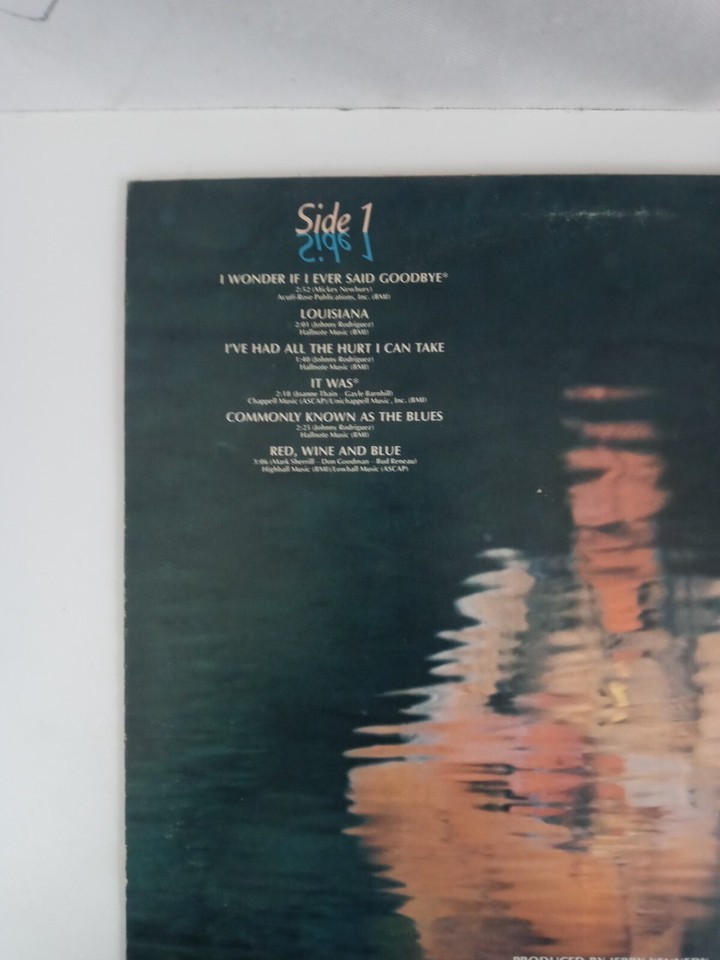 Side 1
I WONDER IF I EVER SAID GOODBYE*
2:52 (Mickey Newbury)
Acuff-Rose Publications, Inc. (BMI)
LOUISIANA
2:01 (Johnny Rodriguez)
Hallnote Music (BMI)
I'VE HAD ALL THE HURT I CAN TAKE
1:40 (Johnny Rodriguez)
Hallnote Music (BMI)
IT WAS*
2:18 (Joanne Thain - Gayle Barnhill)
Chappell Music (ASCAP)/Unichappell Music, Inc. (BMI)
COMMONLY KNOWN AS THE BLUES
2:25 (Johnny Rodriguez)
Hallnote Music (BMI)
RED, WINE AND BLUE
3:06 (Mark Sherrill - Don Goodman - Bud Reneau)
Highball Music (BMI)/Lowball Music (ASCAP)
PRODUCED BY JERRY KENNEDY